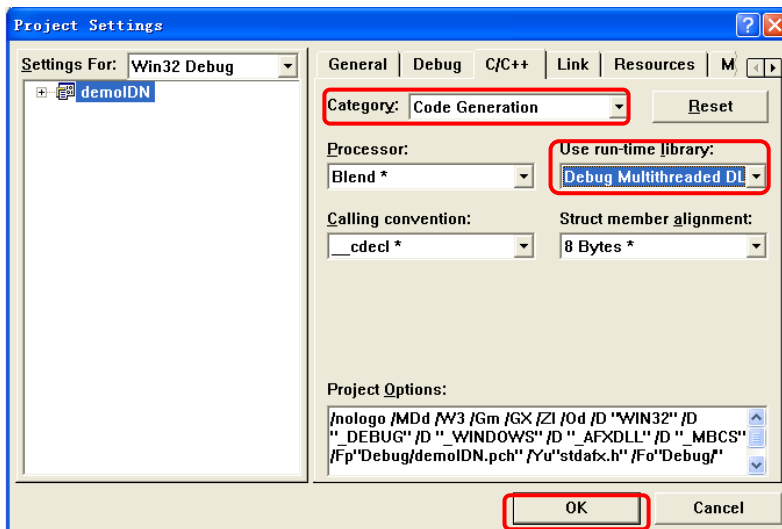 Project Settings
Settings For: Win32 Debug
demoIDN
General Debug C/C++ Link Resources M
Category: Code Generation Reset
Processor: Use run-time library:
Blend * Debug Multithreaded DL
Calling convention: Struct member alignment:
__cdecl * 8 Bytes *
Project Options:
/nologo /MDd /W3 /Gm /GX /ZI /Od /D "WIN32" /D
"_DEBUG" /D "_WINDOWS" /D "_AFXDLL" /D "_MBCS"
/Fp"Debug/demoIDN.pch" /Yu"stdafx.h" /Fo"Debug/"
OK Cancel